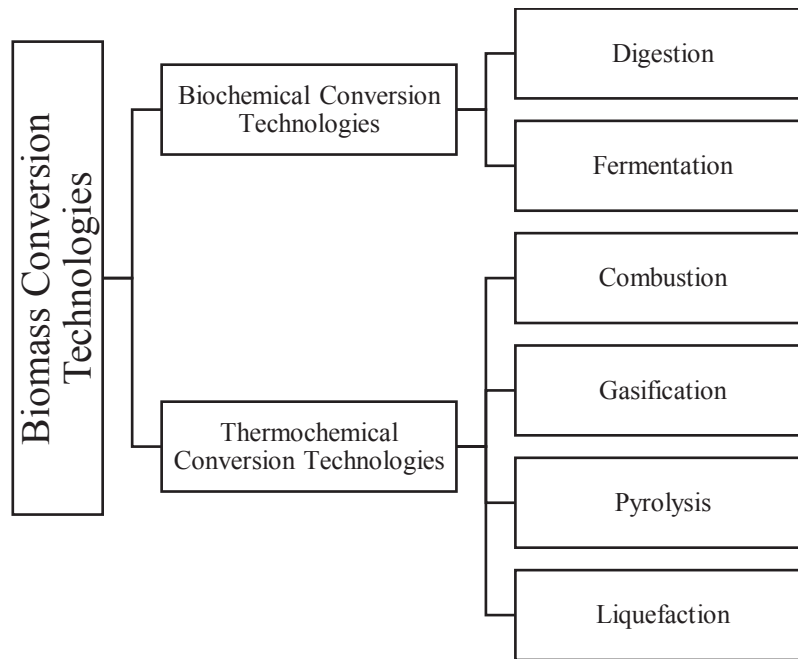 Biomass Conversion
Technologies
Biochemical Conversion
Technologies
Digestion
Fermentation
Thermochemical
Conversion Technologies
Combustion
Gasification
Pyrolysis
Liquefaction